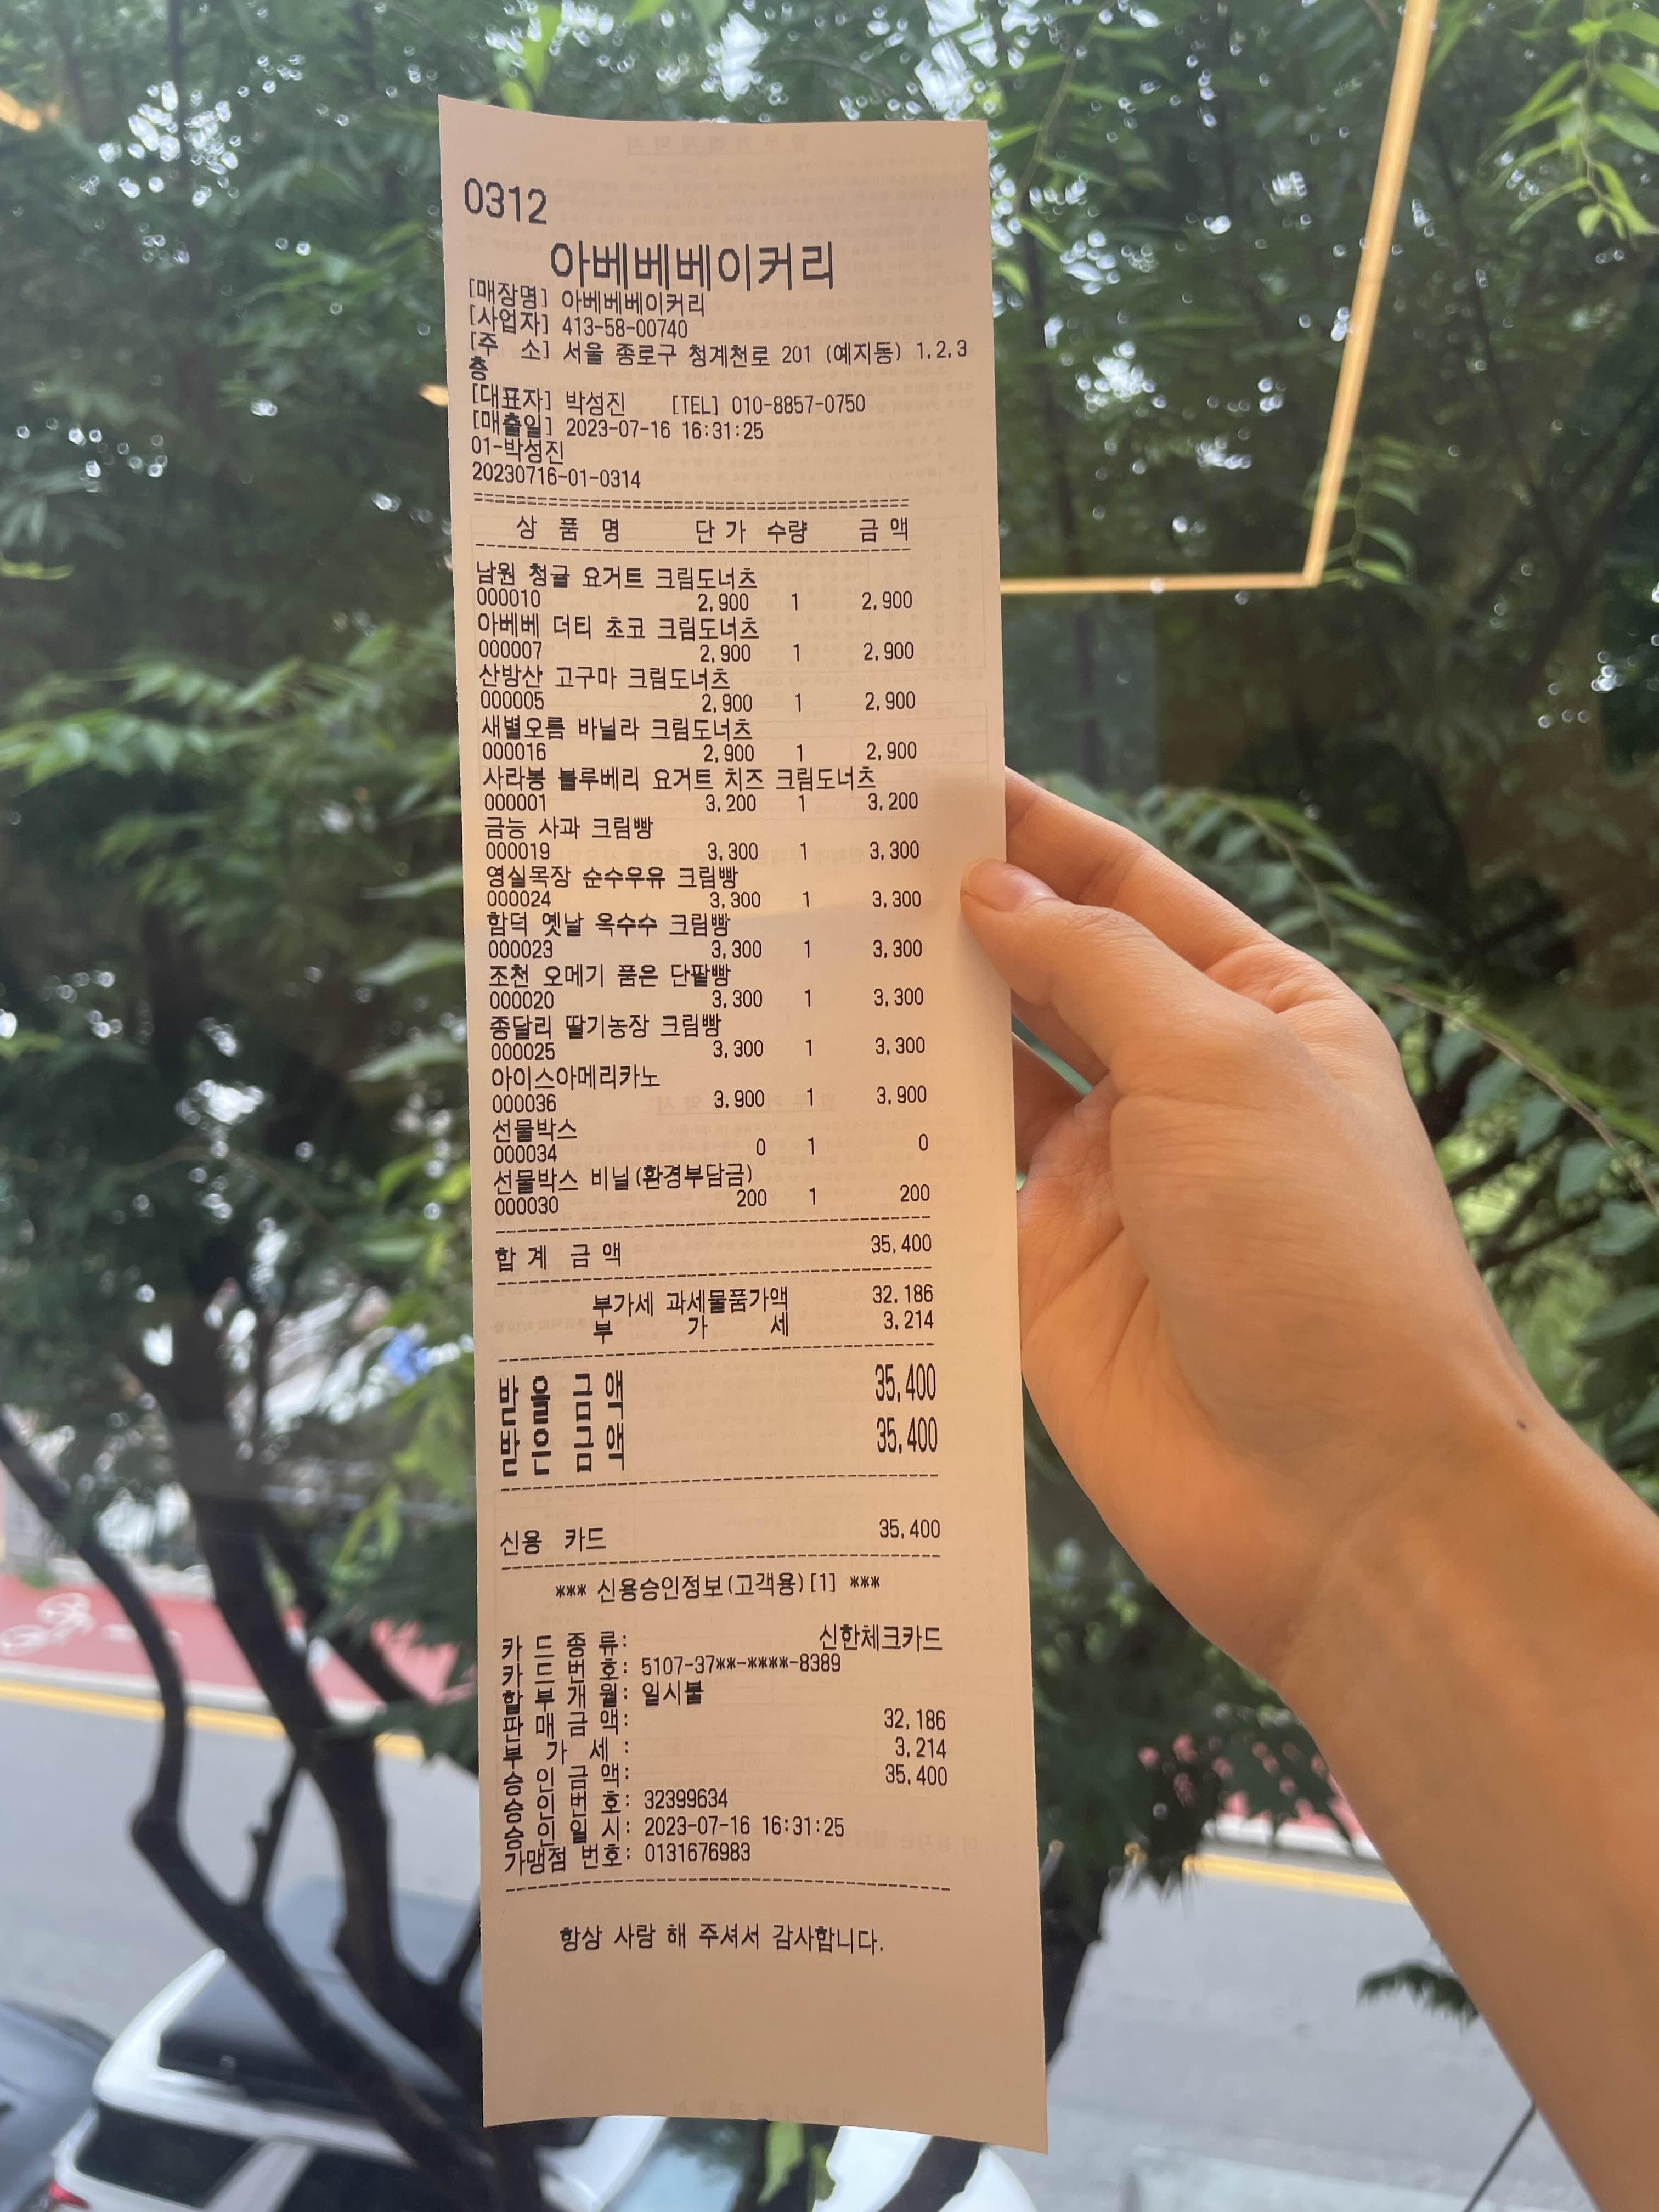 0312
아베베베이커리
[매장명] 아베베베이커리
[사업자] 413-58-00740
[주 소] 서울 종로구 청계천로 201 (예지동) 1,2,3
층
[대표자] 박성진 [TEL] 010-8857-0750
[매출일] 2023-07-16 16:31:25
01-박성진
20230716-01-0314
==================================================
상 품 명 단 가 수량 금 액
--------------------------------------------------
남원 청귤 요거트 크림도너츠
000010 2,900 1 2,900
아베베 더티 초코 크림도너츠
000007 2,900 1 2,900
산방산 고구마 크림도너츠
000005 2,900 1 2,900
새별오름 바닐라 크림도너츠
000016 2,900 1 2,900
사라봉 블루베리 요거트 치즈 크림도너츠
000001 3,200 1 3,200
금능 사과 크림빵
000019 3,300 1 3,300
영실목장 순수우유 크림빵
000024 3,300 1 3,300
함덕 옛날 옥수수 크림빵
000023 3,300 1 3,300
조천 오메기 품은 단팥빵
000020 3,300 1 3,300
종달리 딸기농장 크림빵
000025 3,300 1 3,300
아이스아메리카노
000036 3,900 1 3,900
선물박스
000034 0 1 0
선물박스 비닐(환경부담금)
000030 200 1 200
--------------------------------------------------
합 계 금 액 35,400
--------------------------------------------------
부가세 과세물품가액 32,186
부 가 세 3,214
--------------------------------------------------
받 을 금 액 35,400
받 은 금 액 35,400
--------------------------------------------------
신용 카드 35,400
--------------------------------------------------
*** 신용승인정보(고객용)[1] ***
카 드 종 류: 신한체크카드
카 드 번 호: 5107-37**-****-8389
할 부 개 월: 일시불
판 매 금 액: 32,186
부 가 세 : 3,214
승 인 금 액: 35,400
승 인 번 호: 32399634
승 인 일 시: 2023-07-16 16:31:25
가맹점 번호: 0131676983
--------------------------------------------------
항상 사랑 해 주셔서 감사합니다.